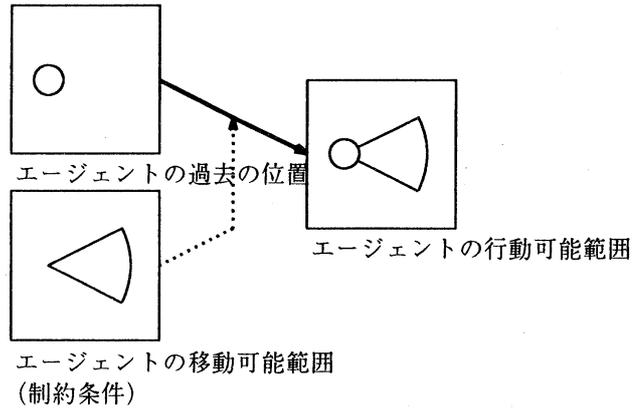 エージェントの過去の位置
エージェントの行動可能範囲
エージェントの移動可能範囲
（制約条件）